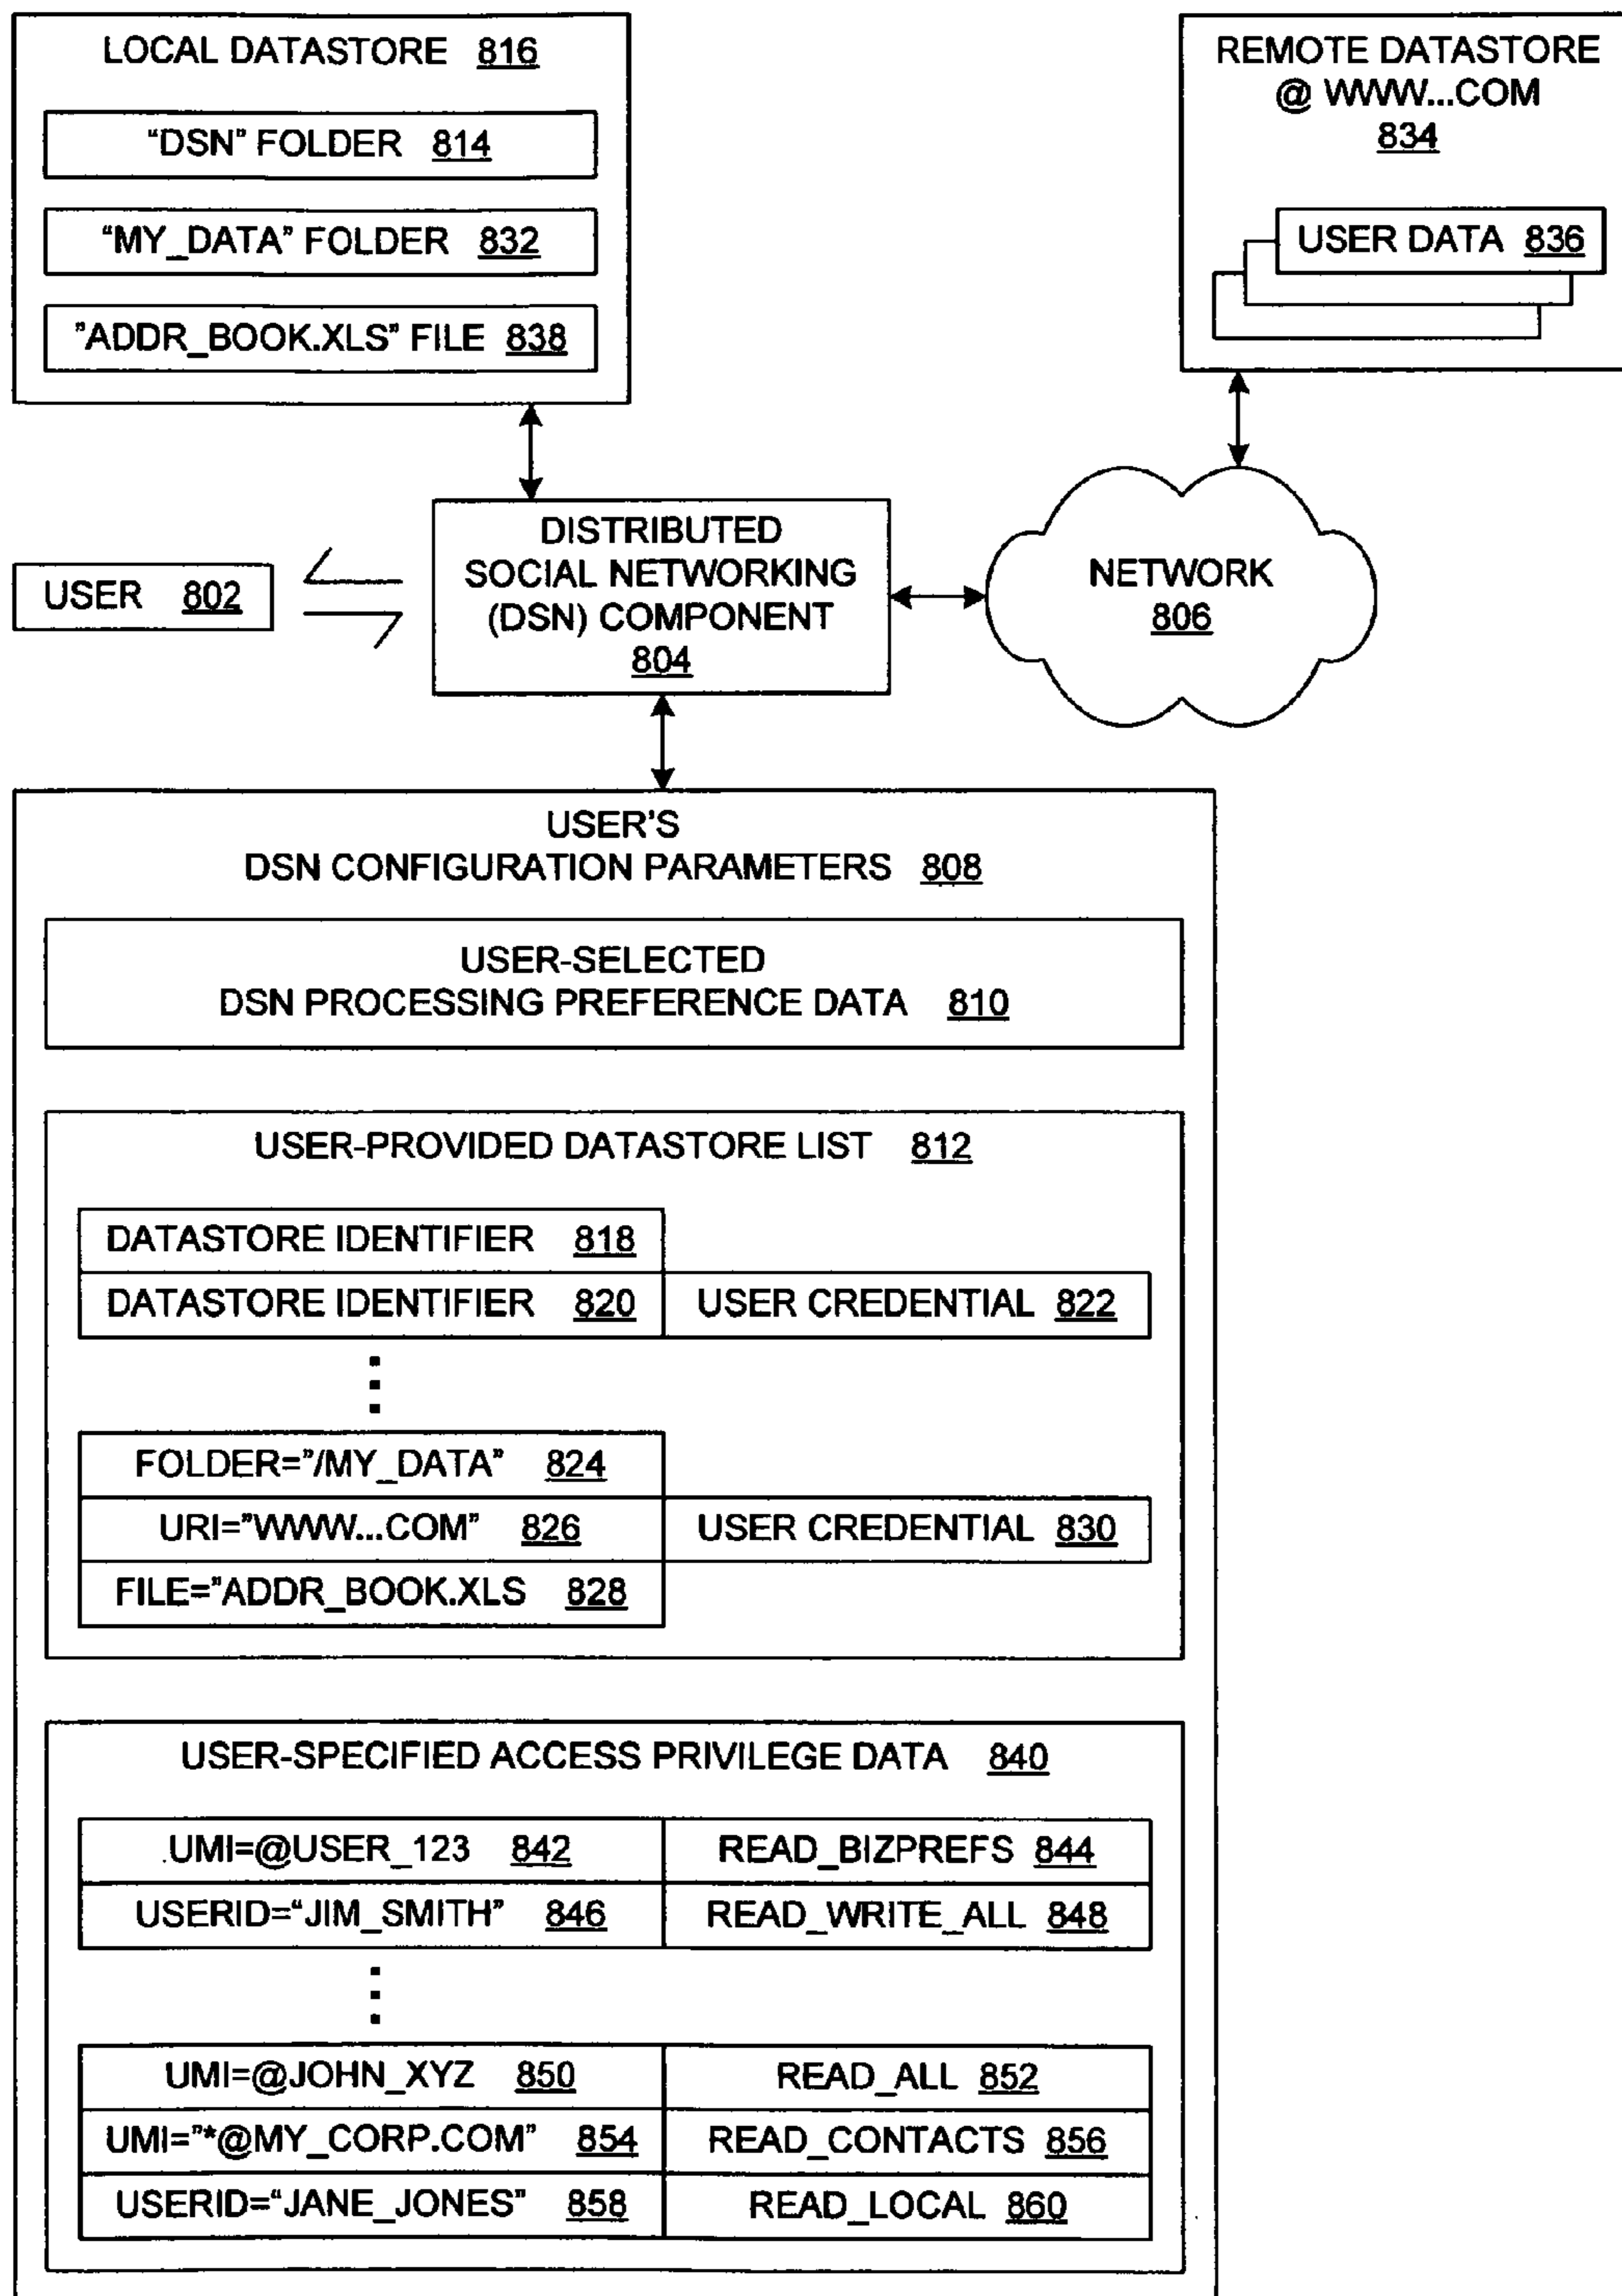 LOCAL DATASTORE 816
"DSN" FOLDER 814
"MY_DATA" FOLDER 832
"ADDR_BOOK.XLS" FILE 838
REMOTE DATASTORE
@ WWW...COM
834
USER DATA 836
USER 802
DISTRIBUTED
SOCIAL NETWORKING
(DSN) COMPONENT
804
NETWORK
806
USER'S
DSN CONFIGURATION PARAMETERS 808
USER-SELECTED
DSN PROCESSING PREFERENCE DATA 810
USER-PROVIDED DATASTORE LIST 812
DATASTORE IDENTIFIER 818
DATASTORE IDENTIFIER 820 USER CREDENTIAL 822
FOLDER="/MY_DATA" 824
URI="WWW...COM" 826 USER CREDENTIAL 830
FILE="ADDR_BOOK.XLS 828
USER-SPECIFIED ACCESS PRIVILEGE DATA 840
UMI=@USER_123 842 READ_BIZPREFS 844
USERID="JIM_SMITH" 846 READ_WRITE_ALL 848
UMI=@JOHN_XYZ 850 READ_ALL 852
UMI="*@MY_CORP.COM" 854 READ_CONTACTS 856
USERID="JANE_JONES" 858 READ_LOCAL 860